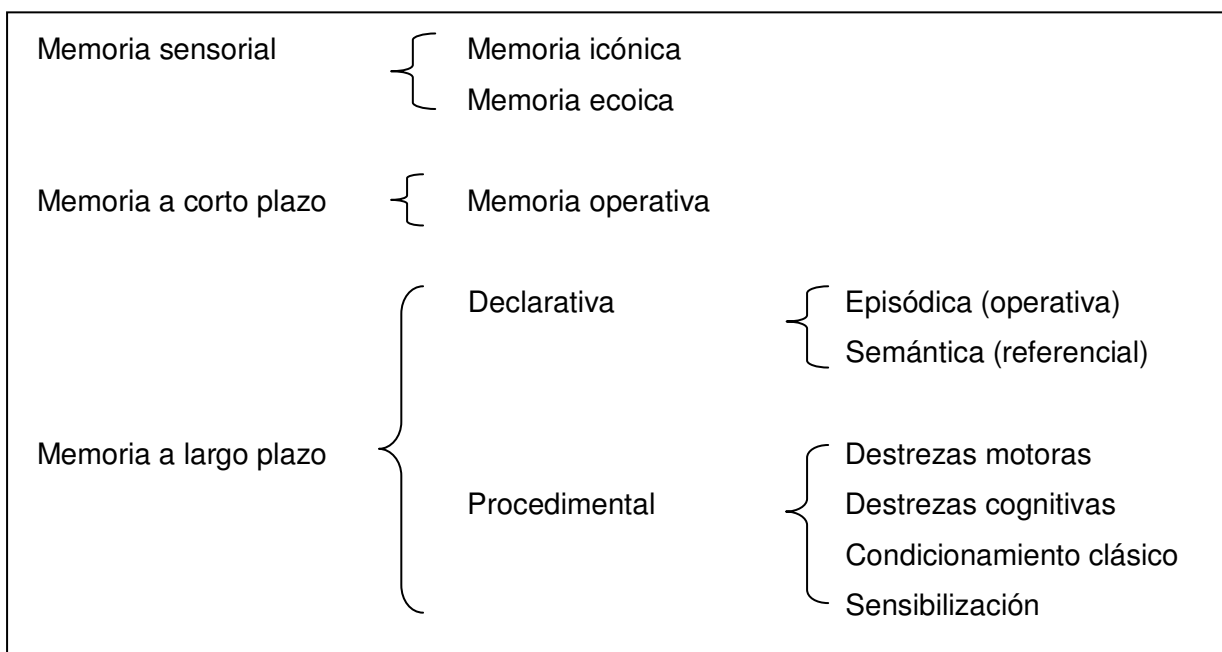 Memoria sensorial
Memoria icónica
Memoria ecoica
Memoria a corto plazo
Memoria operativa
Memoria a largo plazo
Declarativa
Episódica (operativa)
Semántica (referencial)
Procedimental
Destrezas motoras
Destrezas cognitivas
Condicionamiento clásico
Sensibilización